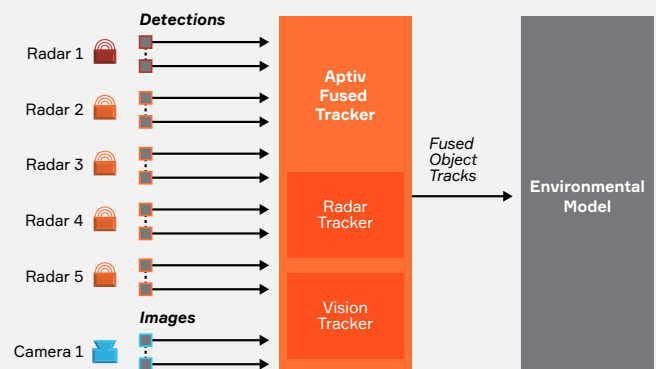 Detections
Radar 1
Radar 2
Radar 3
Radar 4
Radar 5
Images
Camera 1
Aptiv
Fused
Tracker
Radar
Tracker
Vision
Tracker
Fused
Object
Tracks
Environmental
Model